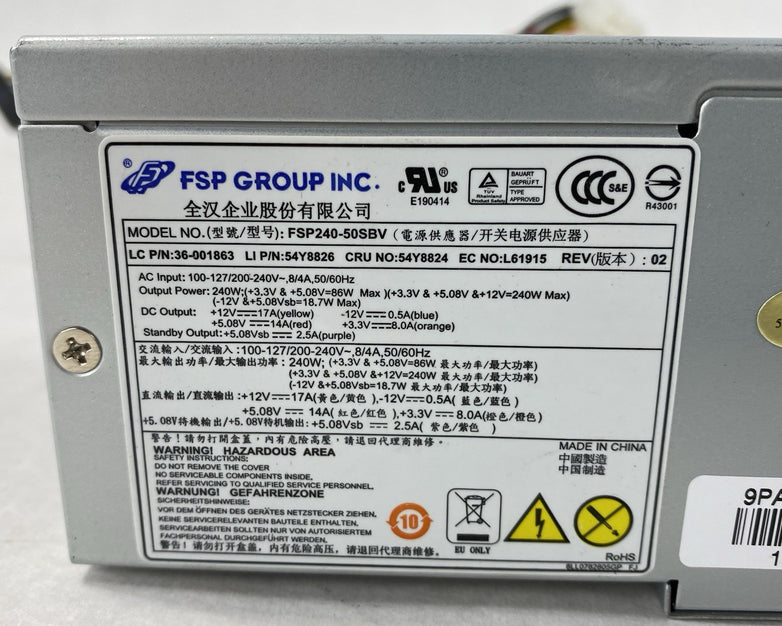 ® FSP GROUP INC.
全汉企业股份有限公司
c RU ® US
E190414
TÜV
Rheinland
Product Safety
BAUART
GEPRÜFT
TYPE
APPROVED
CCC S&E
R43001
MODEL NO.(型號/型号): FSP240-50SBV (電源供應器/开关电源供应器)
LC P/N:36-001863 LI P/N:54Y8826 CRU NO:54Y8824 EC NO:L61915 REV(版本): 02
AC Input: 100-127/200-240V~,8/4A,50/60Hz
Output Power: 240W;(+3.3V & +5.08V=86W Max )(+3.3V & +5.08V &+12V=240W Max)
(-12V &+5.08Vsb=18.7W Max)
DC Output: +12V⎓17A(yellow) -12V⎓0.5A(blue)
+5.08V⎓14A(red) +3.3V⎓8.0A(orange)
Standby Output:+5.08Vsb ⎓ 2.5A(purple)
交流輸入/交流输入:100-127/200-240V~,8/4A,50/60Hz
最大輸出功率/最大输出功率: 240W; (+3.3V & +5.08V=86W 最大功率/最大功率)
(+3.3V & +5.08V &+12V=240W 最大功率/最大功率)
(-12V &+5.08Vsb=18.7W 最大功率/最大功率)
直流輸出/直流输出:+12V⎓17A(黃色/黄色),-12V⎓0.5A( 藍色/蓝色)
+5.08V⎓ 14A( 紅色/红色 ),+3.3V⎓ 8.0A(橙色/橙色)
+5.08V待機輸出/+5.08V待机输出:+5.08Vsb ⎓ 2.5A( 紫色/紫色 )
警告!請勿打開盒蓋,內有危險高壓,請退回代理商維修。
WARNING! HAZARDOUS AREA
SAFETY INSTRUCTIONS:
DO NOT REMOVE THE COVER
NO SERVICEABLE COMPONENTS INSIDE,
REFER SERVICING TO QUALIFIED SERVICE PERSONNEL.
WARNUNG! GEFAHRENZONE
SICHERHEITSHINWEISE:
VOR DEM ÖFFNEN DES GERÄTES NETZSTECKER ZIEHEN,
KEINE SERVICERELEVANTEN BAUTEILE ENTHALTEN.
SERVICEARBEITEN SOLLTEN NUR VON AUTORISIERTEM
FACHPERSONAL DURCHGEFÜHRT WERDEN.
警告!请勿打开盒盖,内有危险高压,请退回代理商维修。
MADE IN CHINA
中國製造
中国制造
10
EU ONLY
RoHS
9PA
1
5